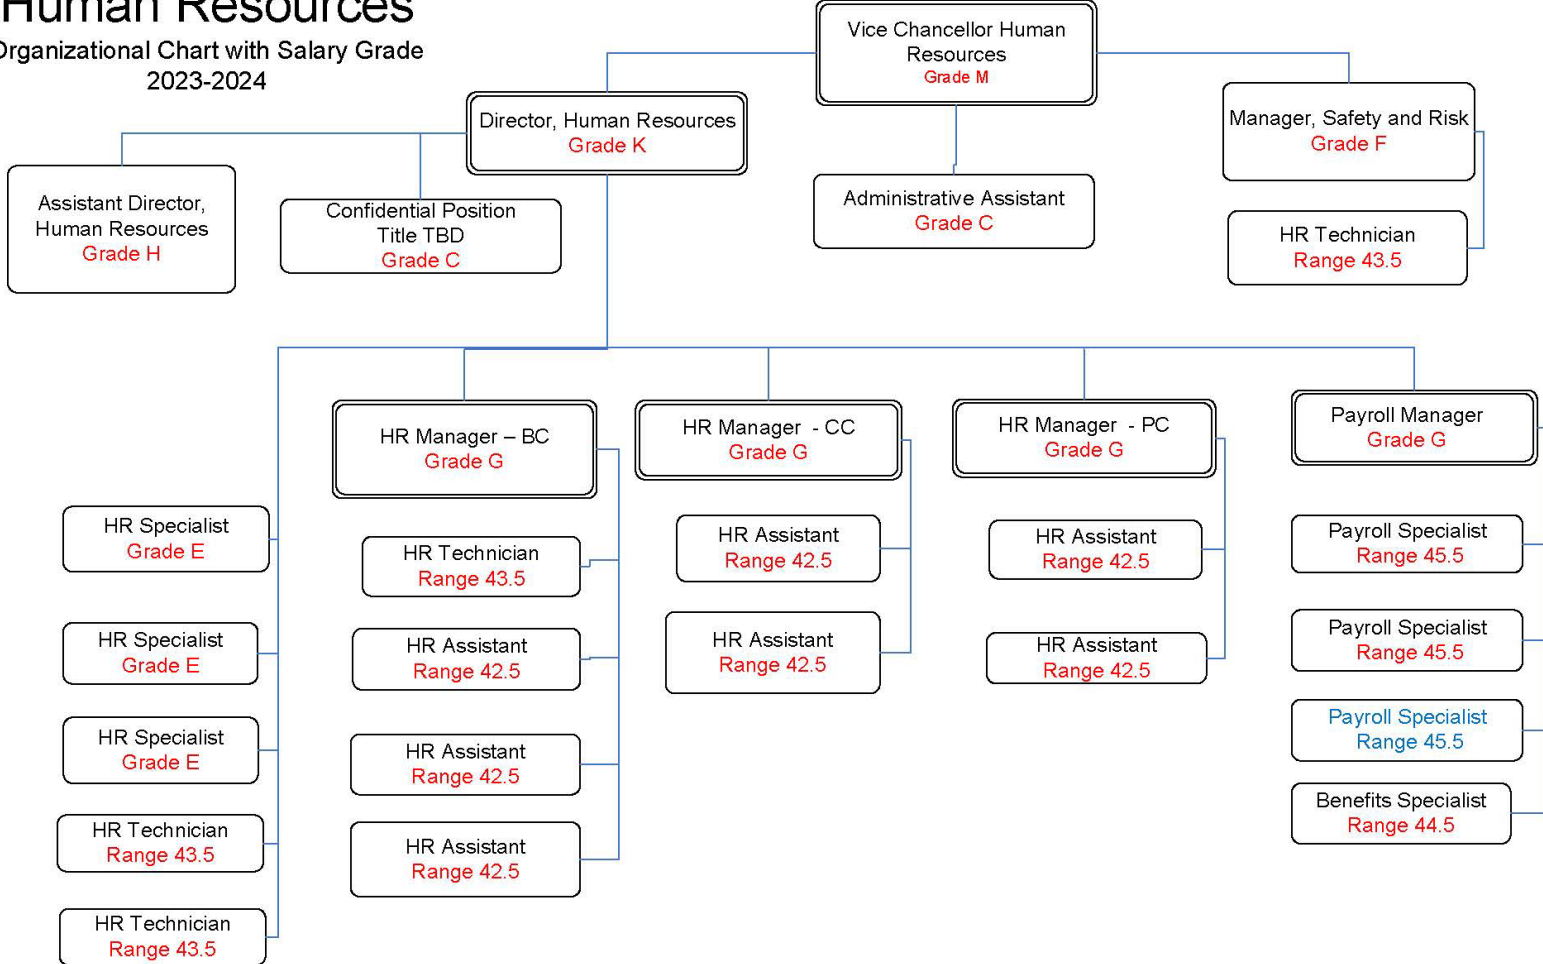 Human Resources
Organizational Chart with Salary Grade
2023-2024
Vice Chancellor Human
Resources
Grade M
Director, Human Resources
Grade K
Manager, Safety and Risk
Grade F
Assistant Director,
Human Resources
Grade H
Confidential Position
Title TBD
Grade C
Administrative Assistant
Grade C
HR Technician
Range 43.5
HR Specialist
Grade E
HR Specialist
Grade E
HR Specialist
Grade E
HR Technician
Range 43.5
HR Technician
Range 43.5
HR Manager – BC
Grade G
HR Technician
Range 43.5
HR Assistant
Range 42.5
HR Assistant
Range 42.5
HR Assistant
Range 42.5
HR Manager - CC
Grade G
HR Assistant
Range 42.5
HR Assistant
Range 42.5
HR Manager - PC
Grade G
HR Assistant
Range 42.5
HR Assistant
Range 42.5
Payroll Manager
Grade G
Payroll Specialist
Range 45.5
Payroll Specialist
Range 45.5
Payroll Specialist
Range 45.5
Benefits Specialist
Range 44.5